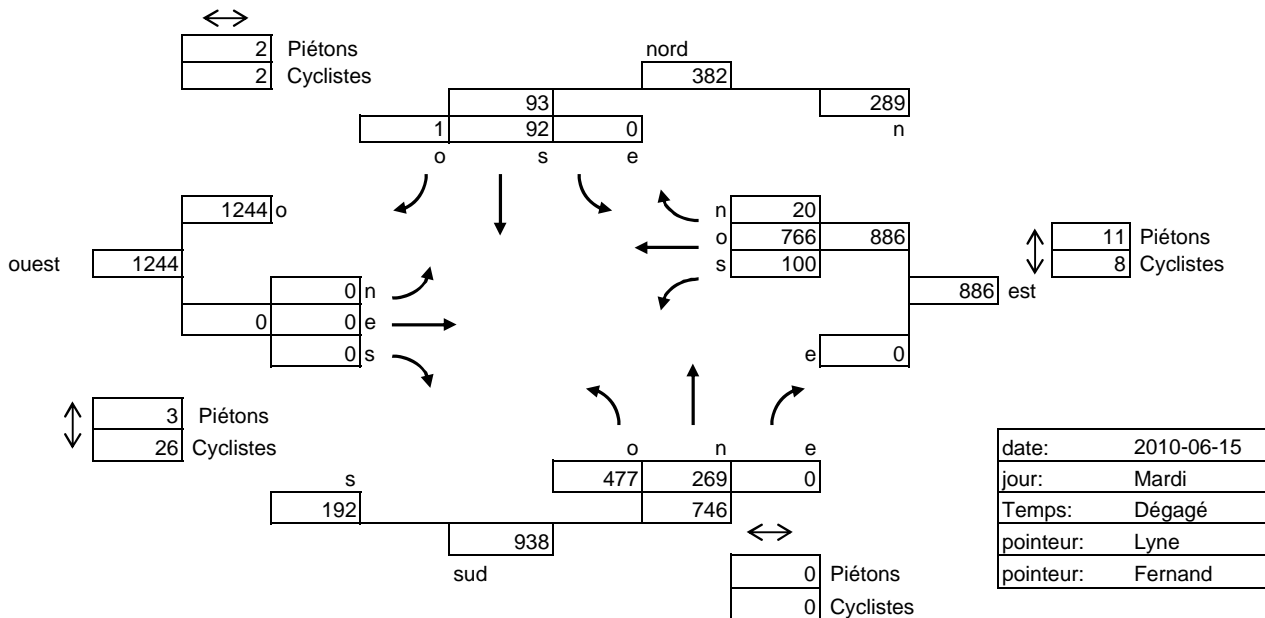 2 Piétons
nord
2 Cyclistes
382
93
289
1 92 0
n
o s e
1244 o
n 20
o 766 886
11 Piétons
ouest 1244
s 100
8 Cyclistes
0 n
886 est
0 0 e
0 s
e 0
3 Piétons
26 Cyclistes
o n e
s
477 269 0
192
746
938
sud
0 Piétons
0 Cyclistes
date: 2010-06-15
jour: Mardi
Temps: Dégagé
pointeur: Lyne
pointeur: Fernand